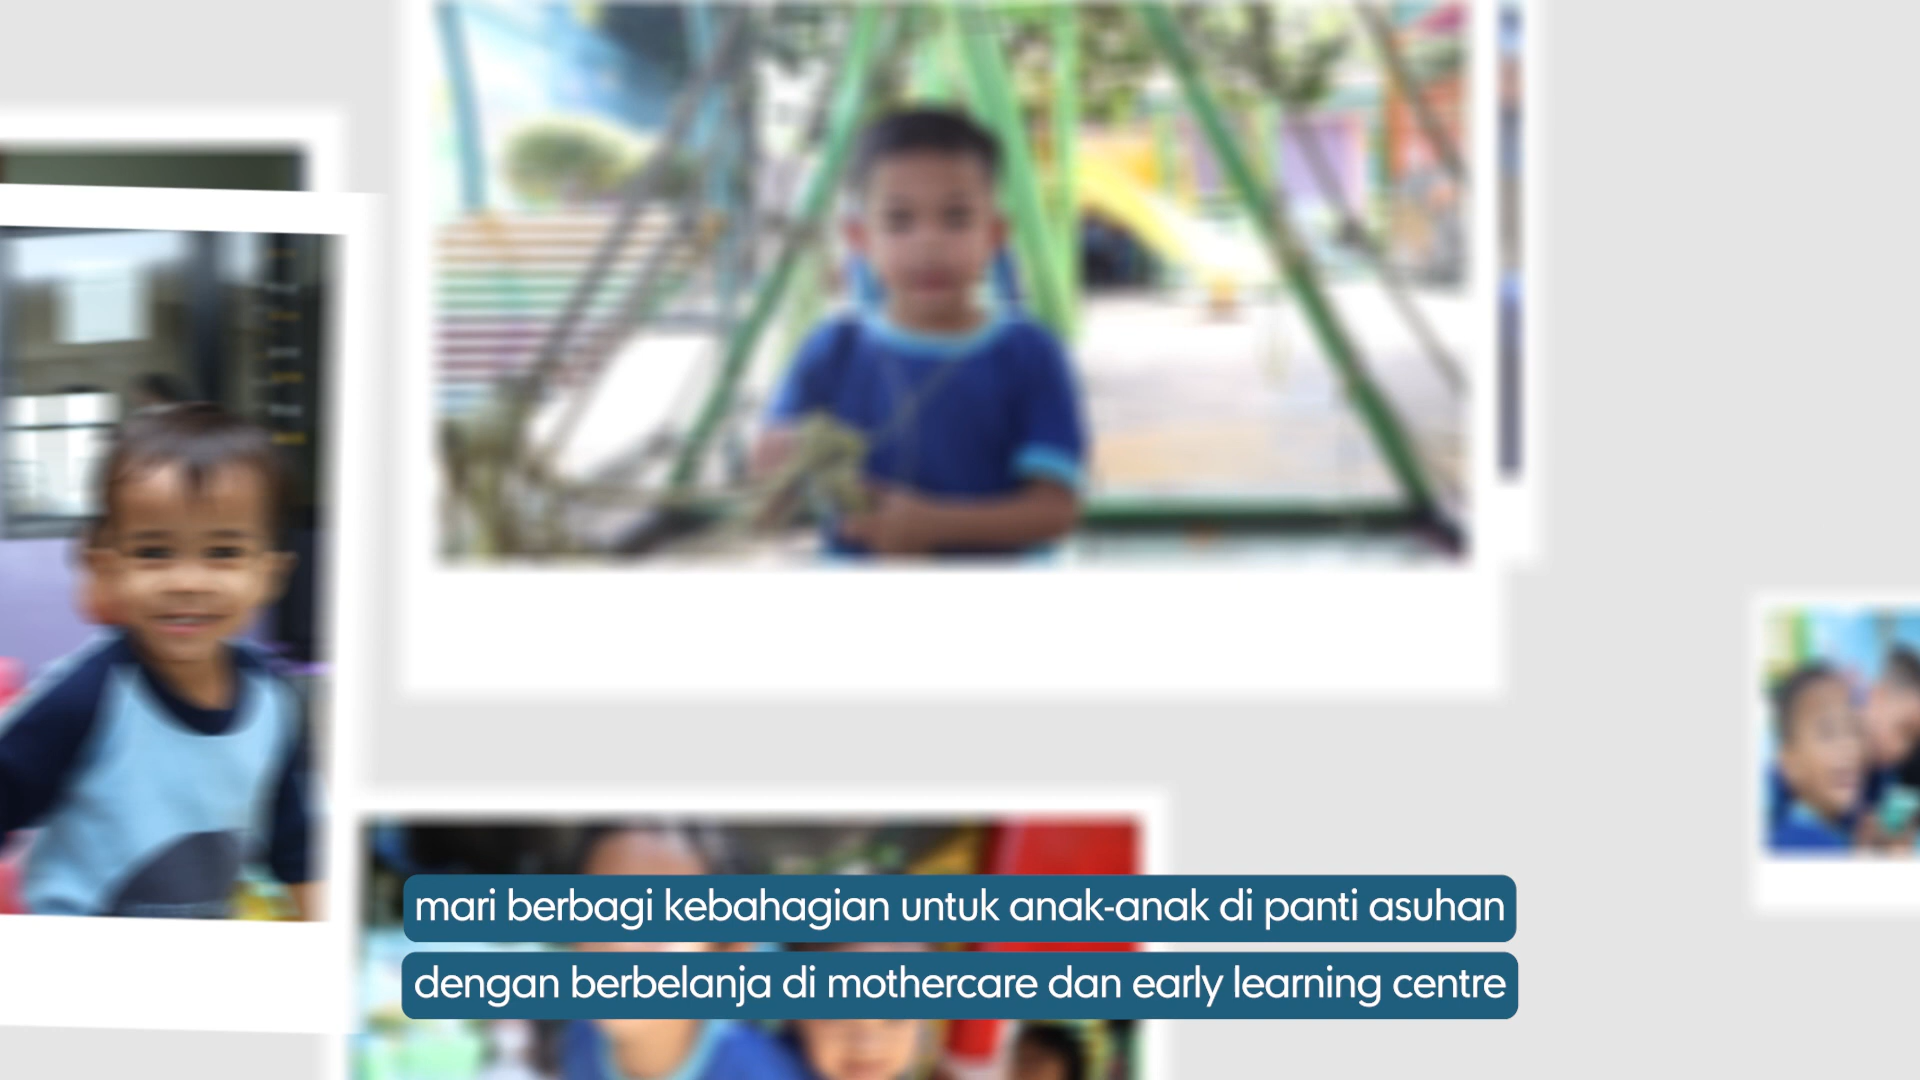 mari berbagi kebahagian untuk anak-anak di panti asuhan
dengan berbelanja di mothercare dan early learning centre